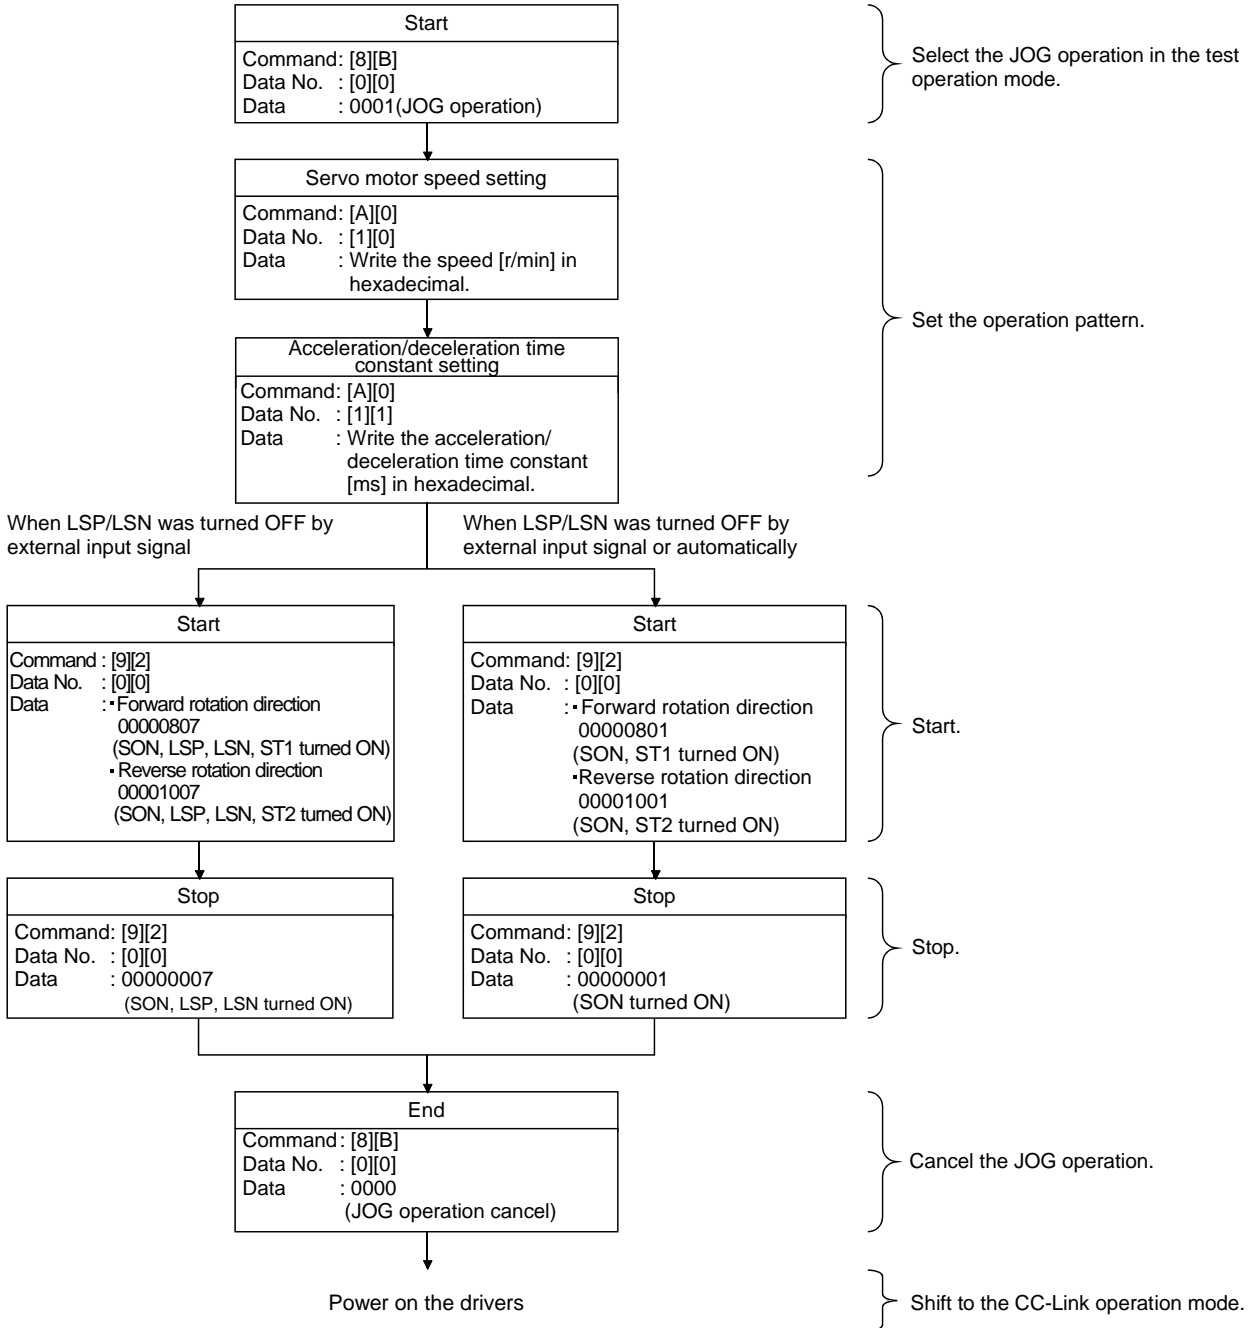 Start
Command: [8][B]
Data No. : [0][0]
Data : 0001(JOG operation)
Select the JOG operation in the test
operation mode.
Servo motor speed setting
Command: [A][0]
Data No. : [1][0]
Data : Write the speed [r/min] in
hexadecimal.
Acceleration/deceleration time
constant setting
Command: [A][0]
Data No. : [1][1]
Data : Write the acceleration/
deceleration time constant
[ms] in hexadecimal.
Set the operation pattern.
When LSP/LSN was turned OFF by
external input signal
When LSP/LSN was turned OFF by
external input signal or automatically
Start
Command : [9][2]
Data No. : [0][0]
Data : ▪ Forward rotation direction
00000807
(SON, LSP, LSN, ST1 turned ON)
▪ Reverse rotation direction
00001007
(SON, LSP, LSN, ST2 turned ON)
Start
Command: [9][2]
Data No. : [0][0]
Data : ▪ Forward rotation direction
00000801
(SON, ST1 turned ON)
▪Reverse rotation direction
00001001
(SON, ST2 turned ON)
Start.
Stop
Command: [9][2]
Data No. : [0][0]
Data : 00000007
(SON, LSP, LSN turned ON)
Stop
Command: [9][2]
Data No. : [0][0]
Data : 00000001
(SON turned ON)
Stop.
End
Command: [8][B]
Data No. : [0][0]
Data : 0000
(JOG operation cancel)
Cancel the JOG operation.
Power on the drivers
Shift to the CC-Link operation mode.